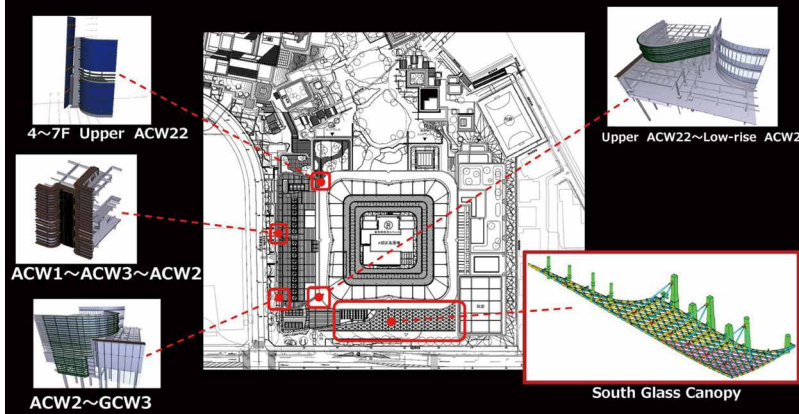 4～7F Upper ACW22
Upper ACW22～Low-rise ACW2
ACW1～ACW3～ACW2
ACW2～GCW3
South Glass Canopy